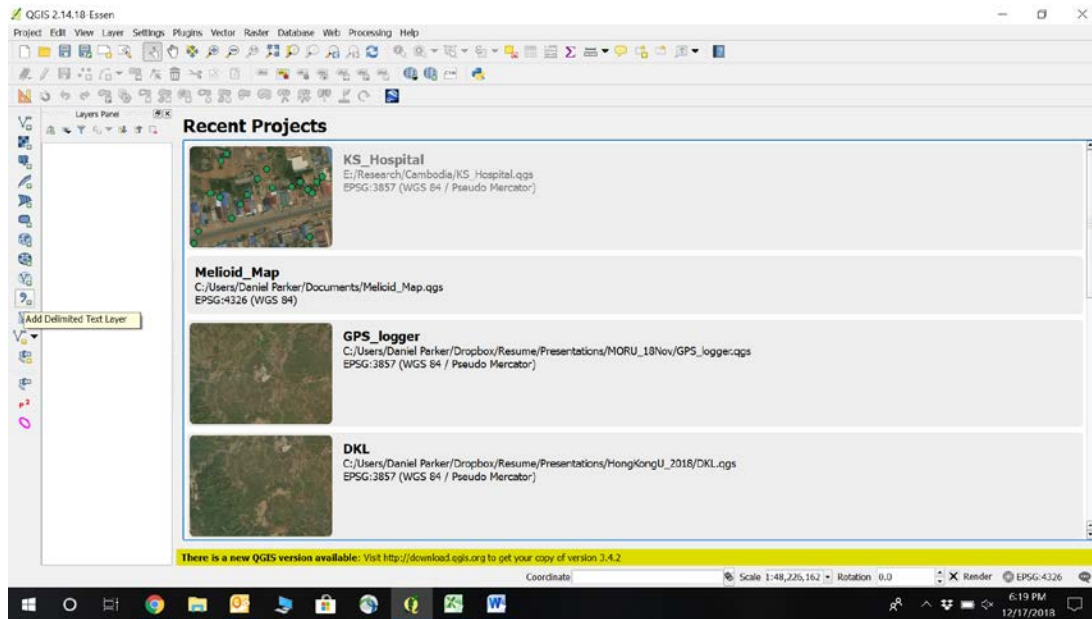 QGIS 2.14.18-Essen
Project Edit View Layer Settings Plugins Vector Raster Database Web Processing Help
Layers Panel
Recent Projects
KS_Hospital
E:/Research/Cambodia/KS_Hospital.qgs
EPSG:3857 (WGS 84 / Pseudo Mercator)
Melioid_Map
C:/Users/Daniel Parker/Documents/Melioid_Map.qgs
EPSG:4326 (WGS 84)
Add Delimited Text Layer
GPS_logger
C:/Users/Daniel Parker/Dropbox/Resume/Presentations/MORU_18Nov/GPS_logger.qgs
EPSG:3857 (WGS 84 / Pseudo Mercator)
DKL
C:/Users/Daniel Parker/Dropbox/Resume/Presentations/HongKongU_2018/DKL.qgs
EPSG:3857 (WGS 84 / Pseudo Mercator)
There is a new QGIS version available: Visit http://download.qgis.org to get your copy of version 3.4.2
Coordinate Scale 1:48,226,162 Rotation 0.0 Render EPSG:4326
6:19 PM
12/17/2018